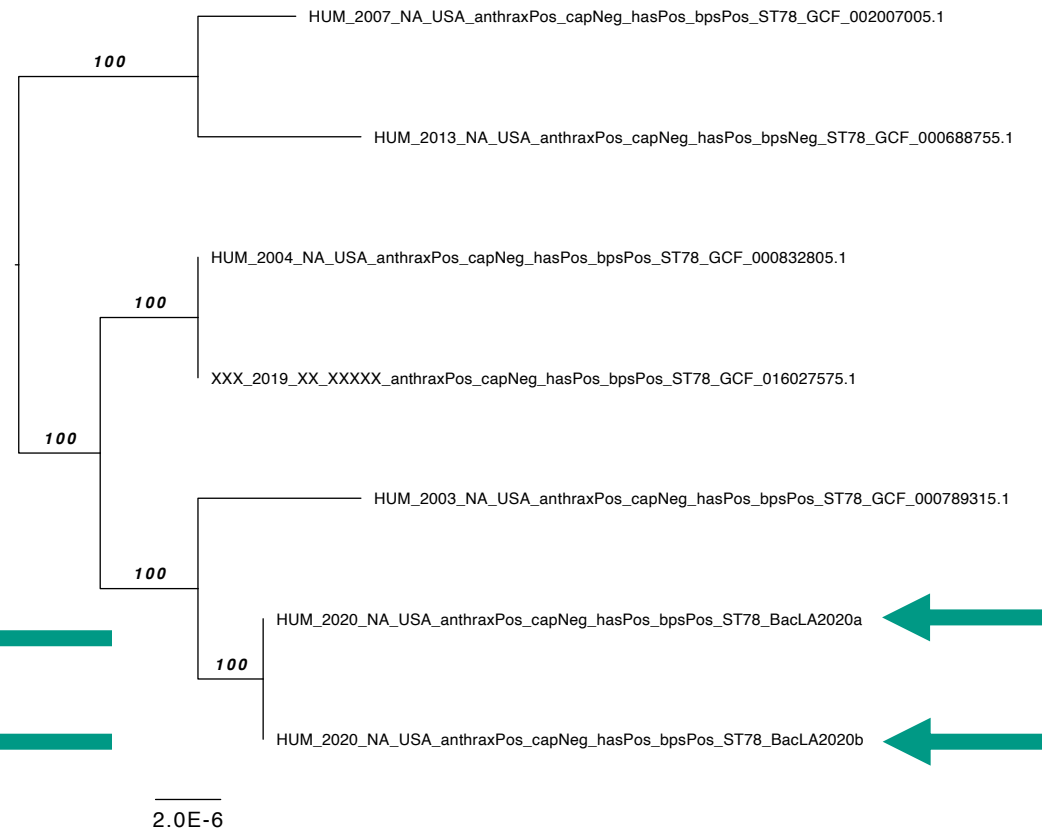 HUM_2007_NA_USA_anthraxPos_capNeg_hasPos_bpsPos_ST78_GCF_002007005.1
100
HUM_2013_NA_USA_anthraxPos_capNeg_hasPos_bpsNeg_ST78_GCF_000688755.1
HUM_2004_NA_USA_anthraxPos_capNeg_hasPos_bpsPos_ST78_GCF_000832805.1
100
XXX_2019_XX_XXXXX_anthraxPos_capNeg_hasPos_bpsPos_ST78_GCF_016027575.1
100
HUM_2003_NA_USA_anthraxPos_capNeg_hasPos_bpsPos_ST78_GCF_000789315.1
100
HUM_2020_NA_USA_anthraxPos_capNeg_hasPos_bpsPos_ST78_BacLA2020a
100
HUM_2020_NA_USA_anthraxPos_capNeg_hasPos_bpsPos_ST78_BacLA2020b
2.0E-6